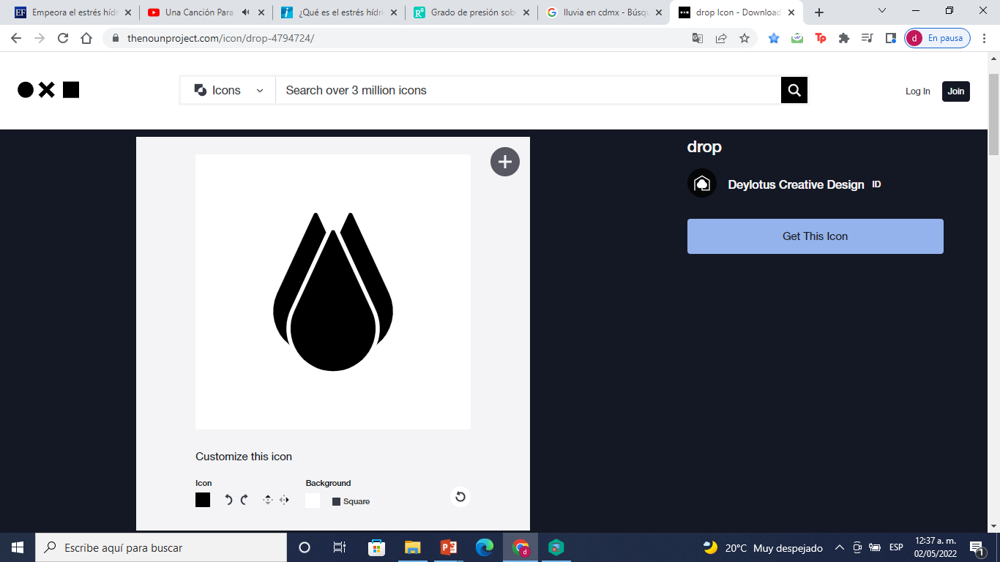 Empeora el estrés hídr
Una Canción Para
¿Qué es el estrés hídri
Grado de presión sob
lluvia en cdmx - Búsqu
drop Icon - Download
thenounproject.com/icon/drop-4794724/
En pausa
Icons
Search over 3 million icons
Log In
Join
drop
Deylotus Creative Design ID
Get This Icon
Customize this icon
Icon
Background
Square
Escribe aquí para buscar
20°C Muy despejado
ESP
12:37 a. m.
02/05/2022
1